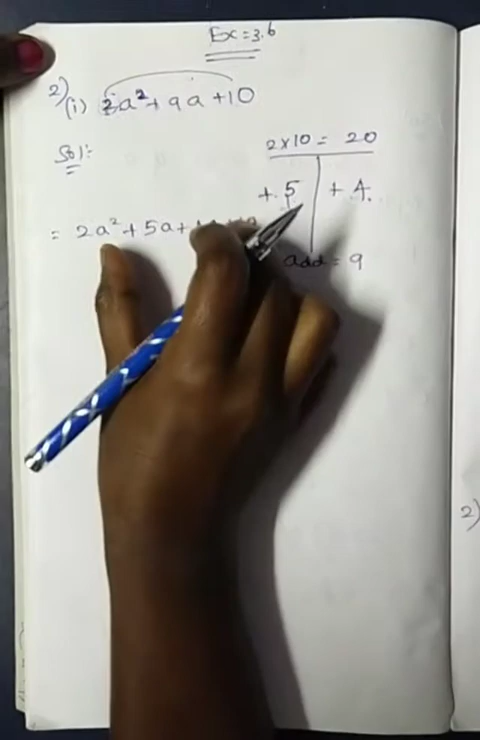 Ex = 3.6
2)
(i) 2a² + 9a + 10
Sol:
2 x 10 = 20
+ 5 + 4
= 2a² + 5a +
add = 9
2)